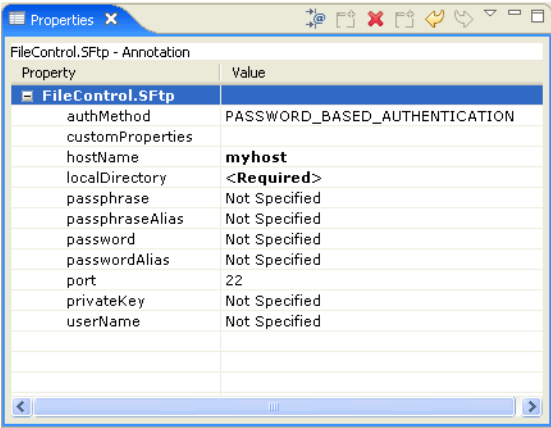 Properties
FileControl.SFtp - Annotation
Property Value
FileControl.SFtp
authMethod PASSWORD_BASED_AUTHENTICATION
customProperties
hostName myhost
localDirectory <Required>
passphrase Not Specified
passphraseAlias Not Specified
password Not Specified
passwordAlias Not Specified
port 22
privateKey Not Specified
userName Not Specified